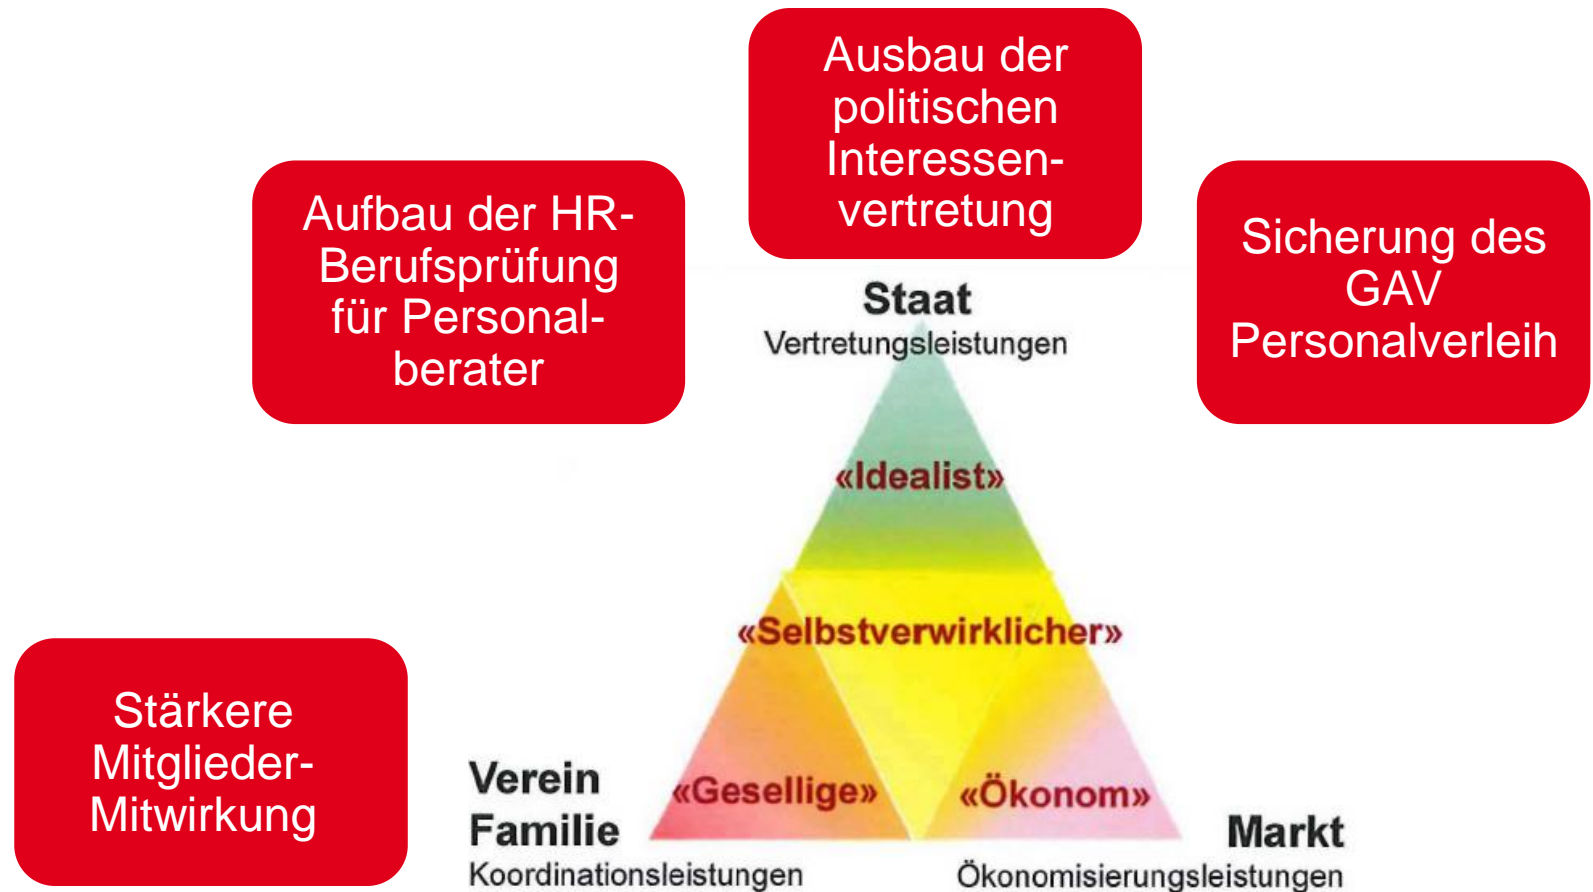 Ausbau der
politischen
Interessen-
vertretung
Aufbau der HR-
Berufsprüfung
für Personal-
berater
Sicherung des
GAV
Personalverleih
Staat
Vertretungsleistungen
«Idealist»
«Selbstverwirklicher»
Stärkere
Mitglieder-
Mitwirkung
Verein
Familie
Koordinationsleistungen
«Gesellige»
«Ökonom»
Markt
Ökonomisierungsleistungen